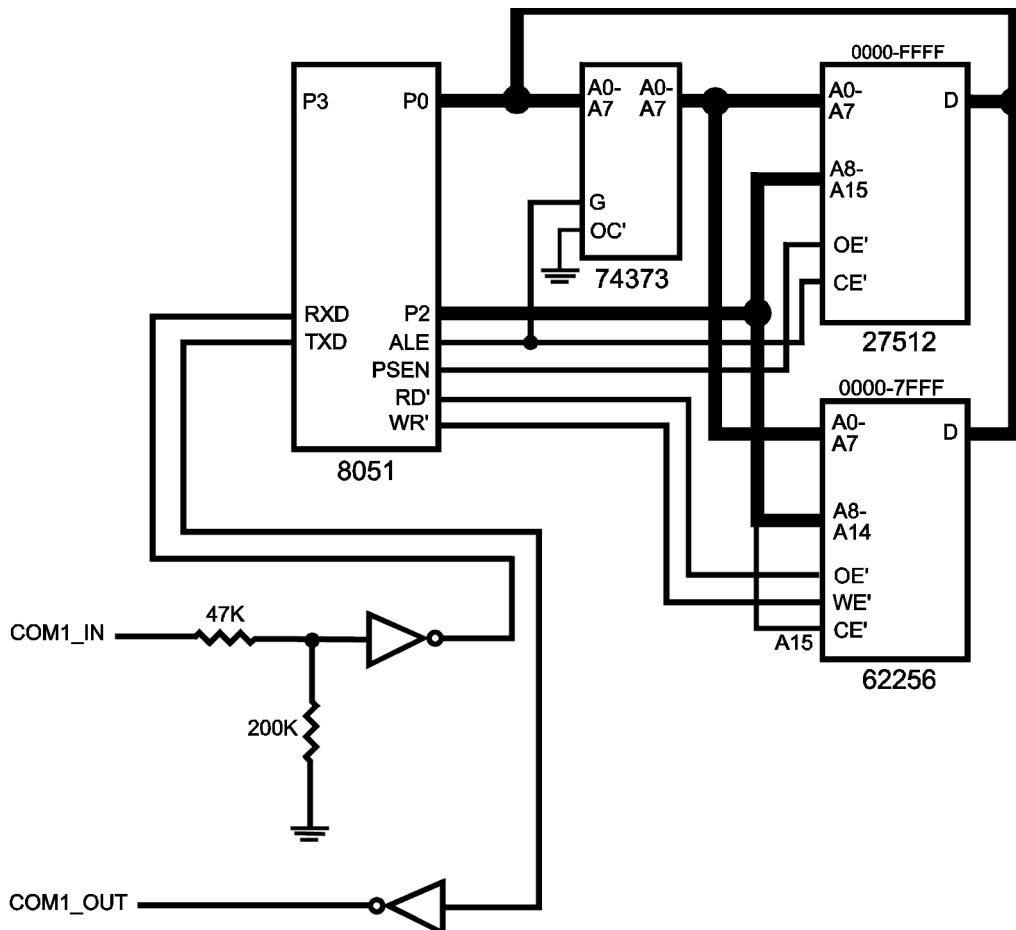 0000-FFFF
P3
P0
A0-
A7
A0-
A7
A0-
A7
D
A8-
A15
G
OC'
OE'
CE'
74373
27512
RXD
TXD
P2
ALE
PSEN
RD'
WR'
8051
0000-7FFF
A0-
A7
D
A8-
A14
OE'
WE'
CE'
A15
62256
COM1_IN
47K
200K
COM1_OUT